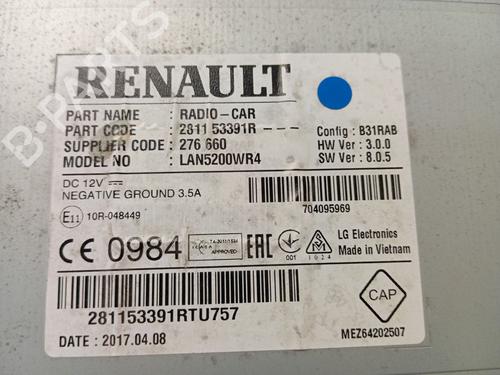 RENAULT
PART NAME : RADIO-CAR
PART CODE : 281153391R---
Config : B31RAB
SUPPLIER CODE : 276 660
HW Ver : 3.0.0
MODEL NO : LAN5200WR4
SW Ver : 8.0.5
DC 12V
NEGATIVE GROUND 3.5A
704095969
E11 10R-048449
CE 0984
APPROVED
EAC
001
1024
LG Electronics
Made in Vietnam
281153391RTU757
CAP
DATE : 2017.04.08
MEZ64202507
B-PARTS